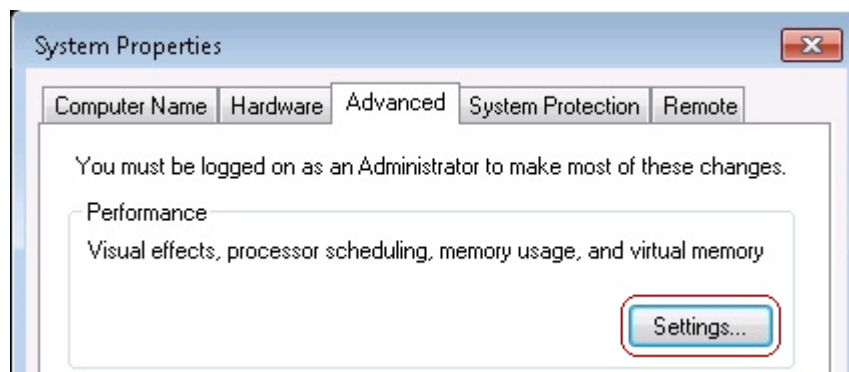 System Properties
Computer Name Hardware Advanced System Protection Remote
You must be logged on as an Administrator to make most of these changes.
Performance
Visual effects, processor scheduling, memory usage, and virtual memory
Settings...